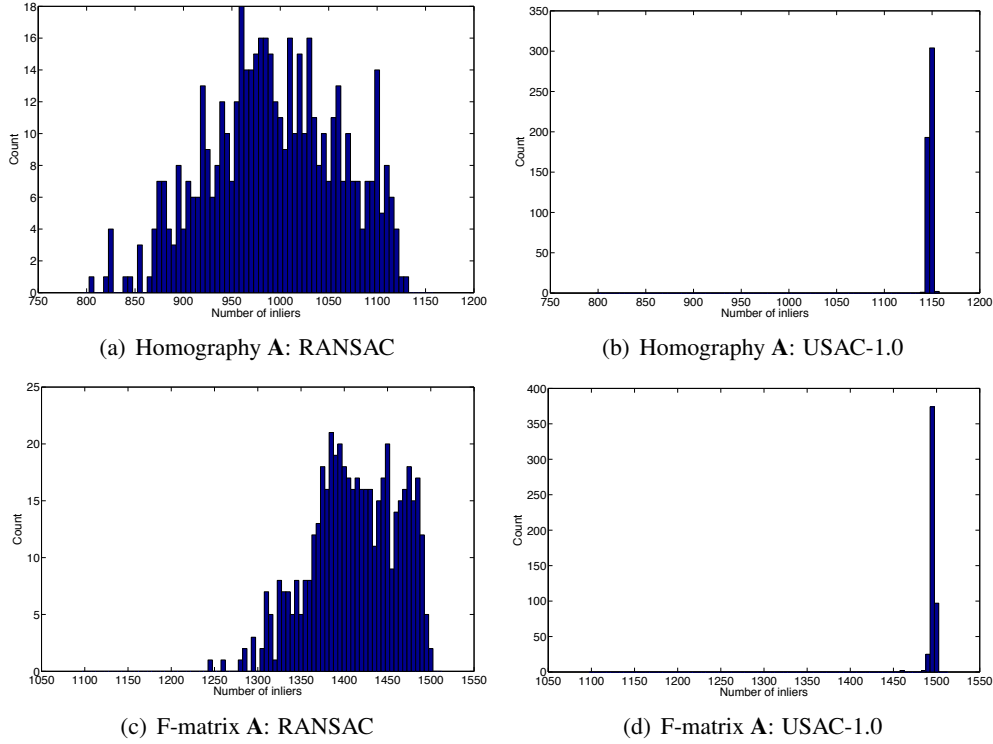 18
16
14
12
10
8
6
4
2
0
Count
750 800 850 900 950 1000 1050 1100 1150 1200
Number of inliers
(a) Homography A: RANSAC
350
300
250
200
150
100
50
0
Count
750 800 850 900 950 1000 1050 1100 1150 1200
Number of inliers
(b) Homography A: USAC-1.0
25
20
15
10
5
0
Count
1050 1100 1150 1200 1250 1300 1350 1400 1450 1500 1550
Number of inliers
(c) F-matrix A: RANSAC
400
350
300
250
200
150
100
50
0
Count
1050 1100 1150 1200 1250 1300 1350 1400 1450 1500 1550
Number of inliers
(d) F-matrix A: USAC-1.0